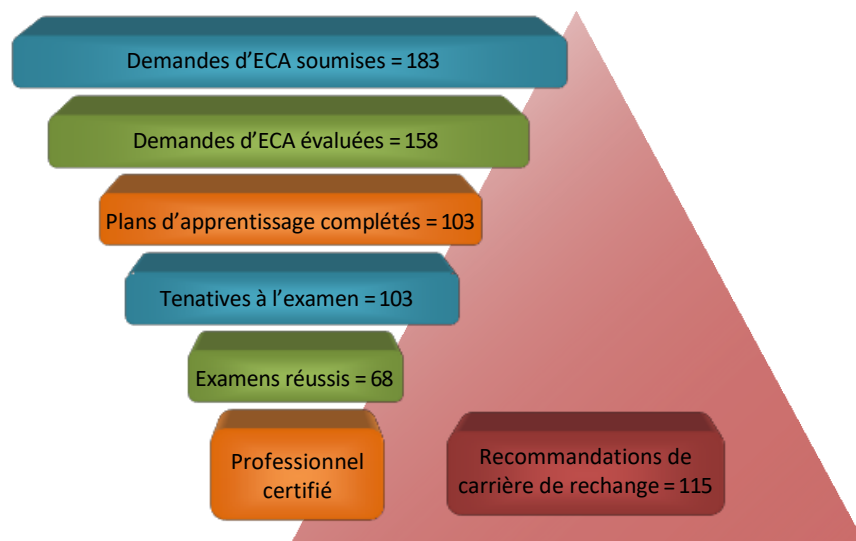 Demandes d’ECA soumises = 183
Demandes d’ECA évaluées = 158
Plans d’apprentissage complétés = 103
Tenatives à l’examen = 103
Examens réussis = 68
Professionnel
certifié
Recommandations de
carrière de rechange = 115